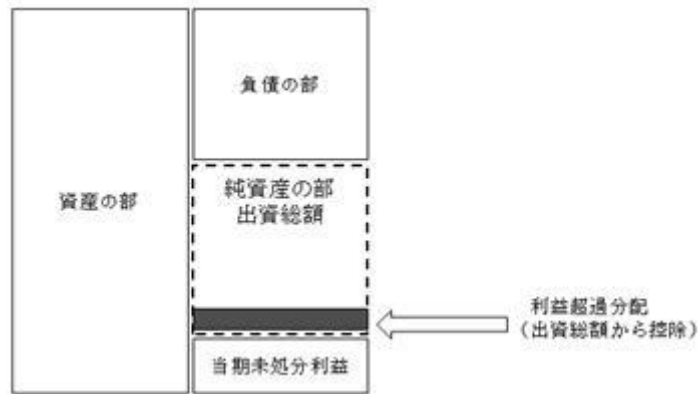 負債の部
資産の部
純資産の部
出資総額
利益超過分配
（出資総額から控除）
当期未処分利益